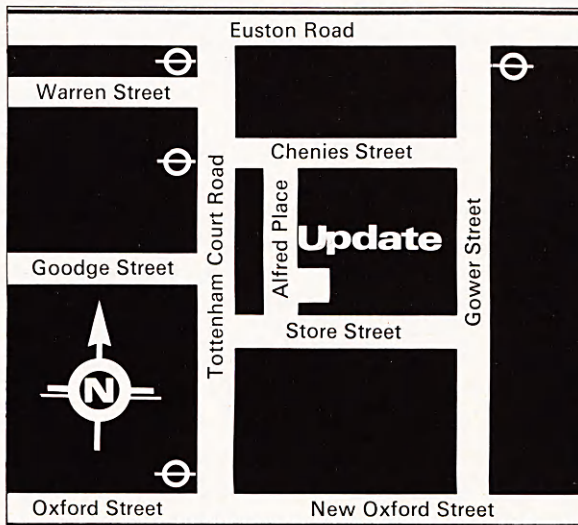 Euston Road
Warren Street
Chenies Street
Tottenham Court Road
Alfred Place
Update
Gower Street
Goodge Street
Store Street
N
Oxford Street
New Oxford Street